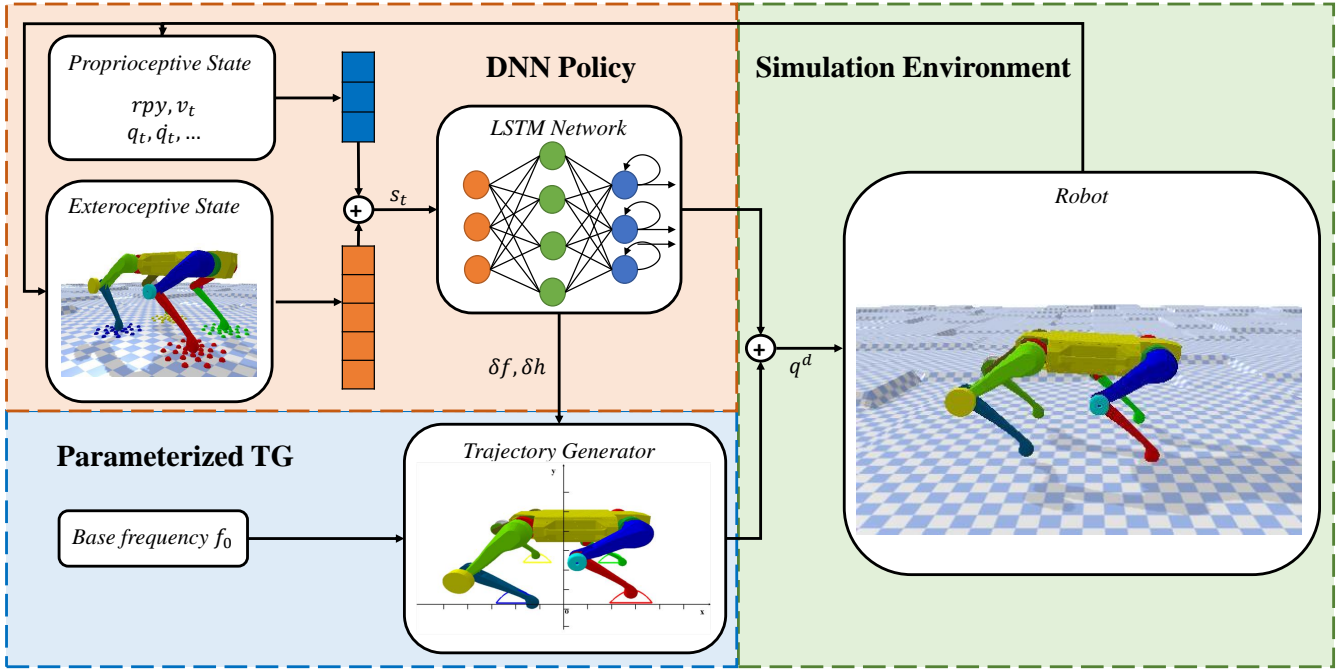 DNN Policy
Simulation Environment
Proprioceptive State
rpy, v_t
q_t, q̇_t, …
LSTM Network
Exteroceptive State
+
s_t
Robot
δf, δh
+
q^d
Parameterized TG
Trajectory Generator
y
Base frequency f_0
0
x